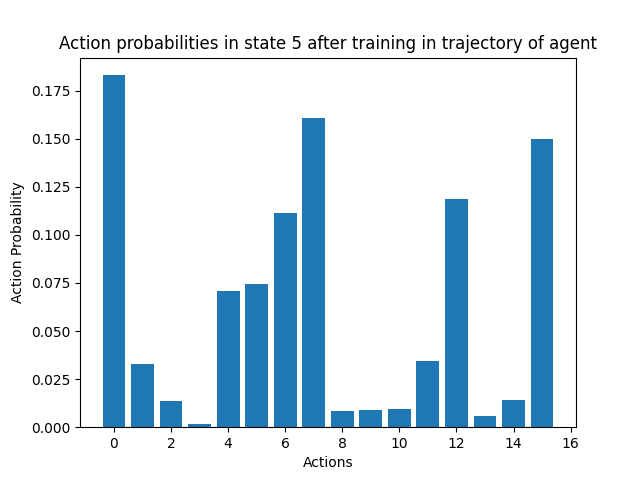 Action probabilities in state 5 after training in trajectory of agent
Action Probability
0.175
0.150
0.125
0.100
0.075
0.050
0.025
0.000
0 2 4 6 8 10 12 14 16
Actions